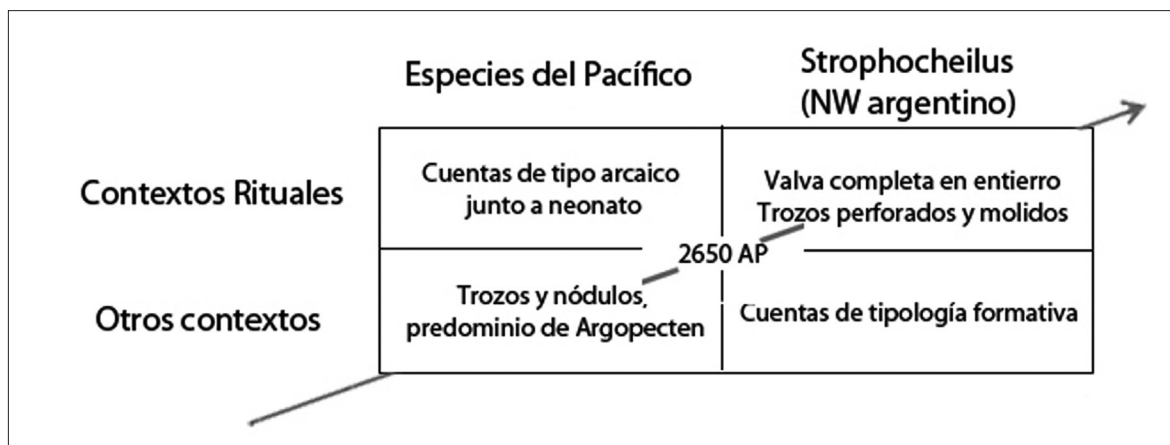 Especies del Pacífico
Strophocheilus
(NW argentino)
Contextos Rituales
Cuentas de tipo arcaico
junto a neonato
Valva completa en entierro
Trozos perforados y molidos
2650 AP
Otros contextos
Trozos y nódulos,
predominio de Argopecten
Cuentas de tipología formativa